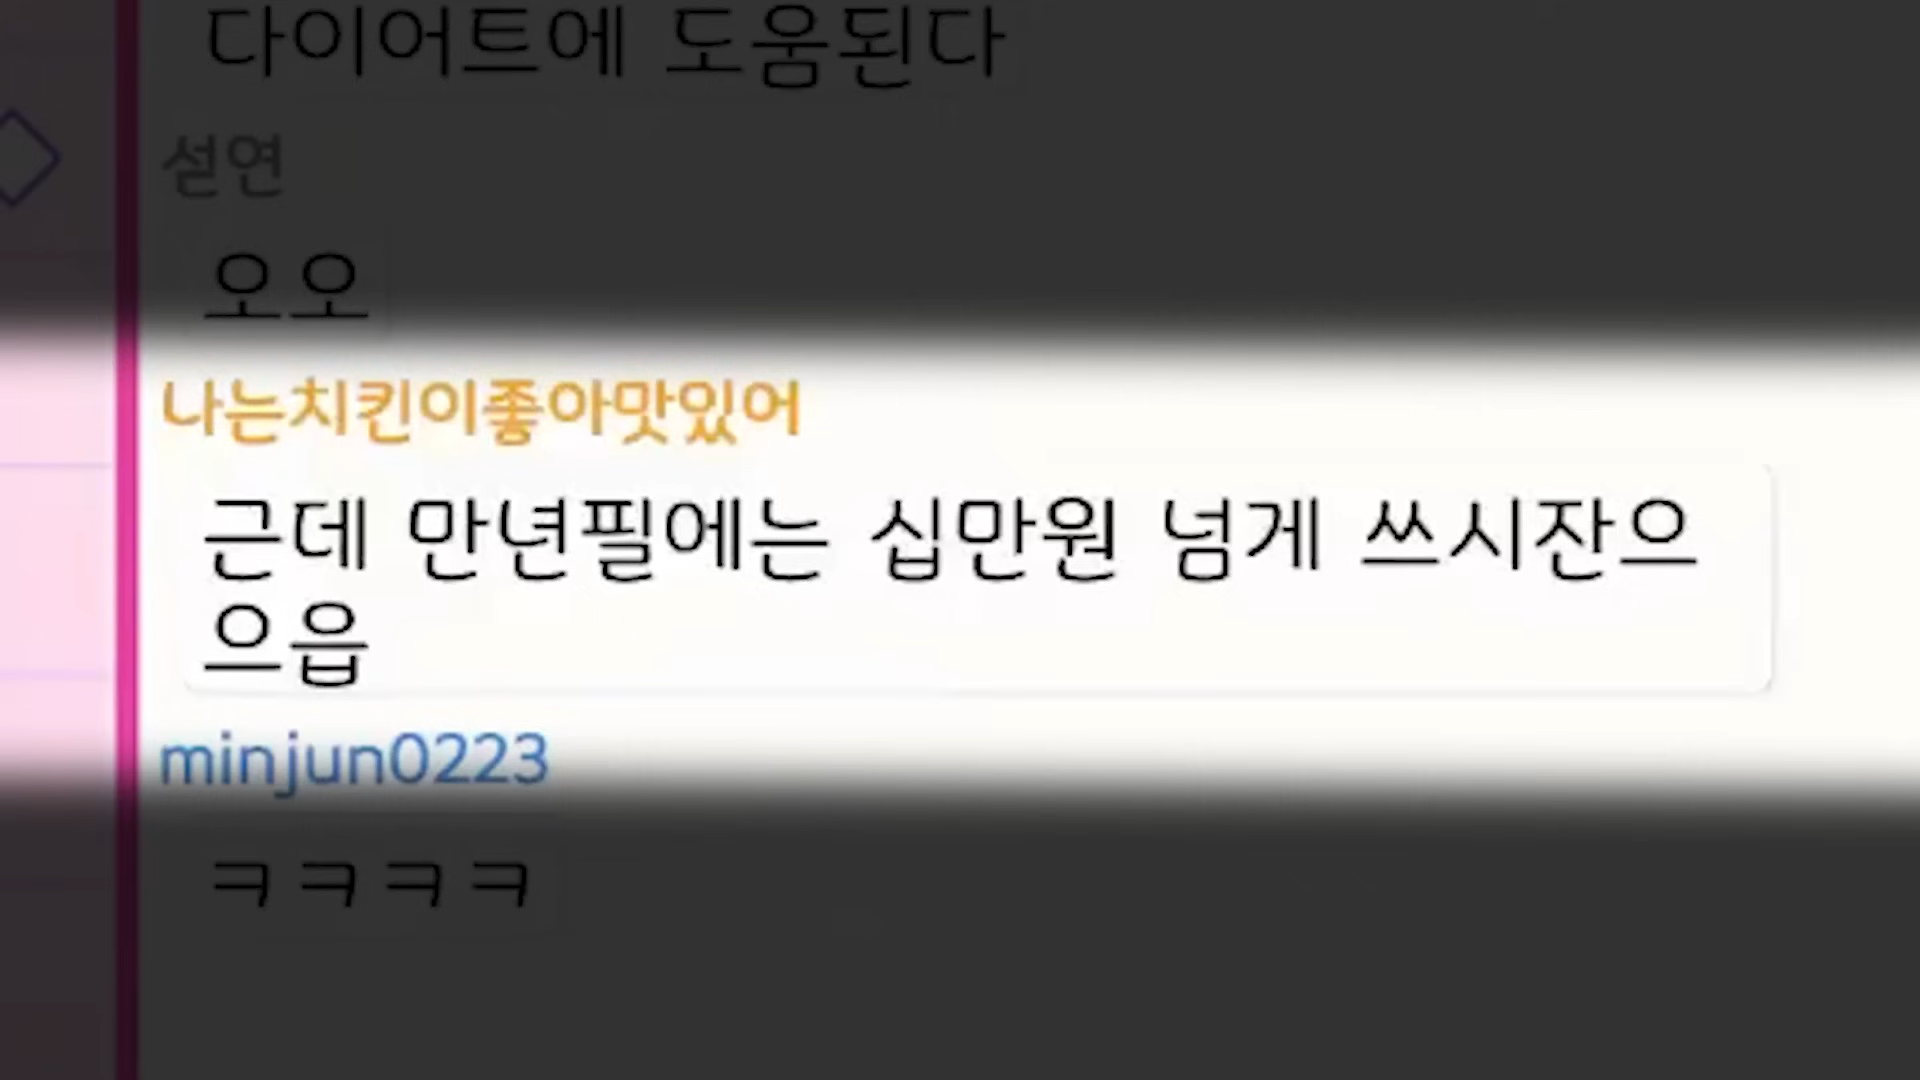 다이어트에 도움된다
섣연
오오
나는치킨이좋아맛있어
근데 만년필에는 십만원 넘게 쓰시잔으
으읍
minjun0223
ㅋㅋㅋㅋ